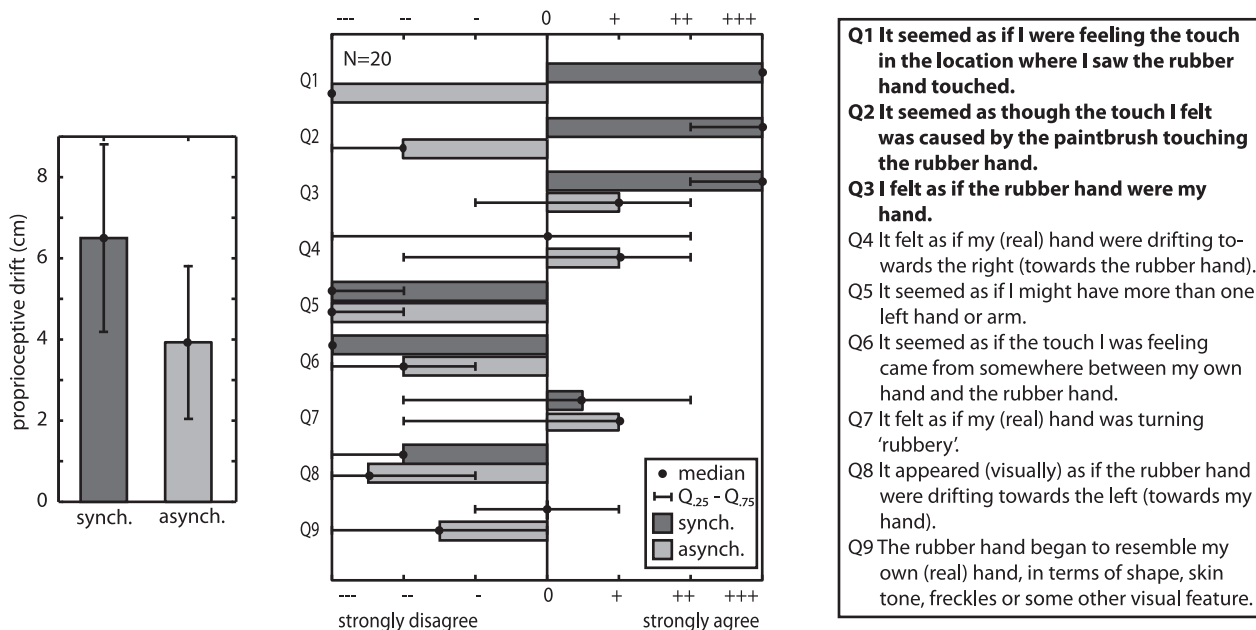 proprioceptive drift (cm)
8
6
4
2
0
synch. asynch.
--- -- - 0 + ++ +++
N=20
Q1
Q2
Q3
Q4
Q5
Q6
Q7
Q8
Q9
median
Q.25 - Q.75
synch.
asynch.
--- -- - 0 + ++ +++
strongly disagree strongly agree
Q1 It seemed as if I were feeling the touch
in the location where I saw the rubber
hand touched.
Q2 It seemed as though the touch I felt
was caused by the paintbrush touching
the rubber hand.
Q3 I felt as if the rubber hand were my
hand.
Q4 It felt as if my (real) hand were drifting to-
wards the right (towards the rubber hand).
Q5 It seemed as if I might have more than one
left hand or arm.
Q6 It seemed as if the touch I was feeling
came from somewhere between my own
hand and the rubber hand.
Q7 It felt as if my (real) hand was turning
'rubbery'.
Q8 It appeared (visually) as if the rubber hand
were drifting towards the left (towards my
hand).
Q9 The rubber hand began to resemble my
own (real) hand, in terms of shape, skin
tone, freckles or some other visual feature.